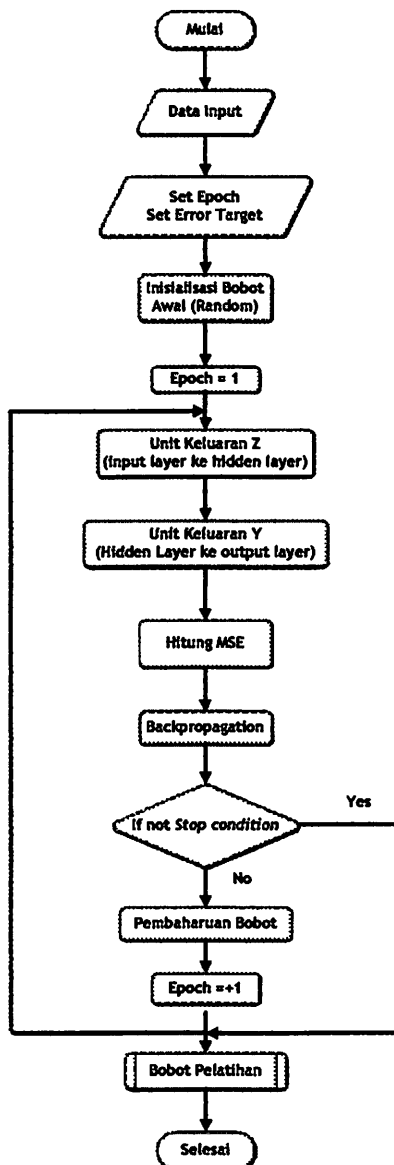 Mulai
Data Input
Set Epoch
Set Error Target
Inisialisasi Bobot
Awal (Random)
Epoch = 1
Unit Keluaran Z
(Input layer ke hidden layer)
Unit Keluaran Y
(Hidden Layer ke output layer)
Hitung MSE
Backpropagation
If not Stop condition
Yes
No
Pembaharuan Bobot
Epoch =+1
Bobot Pelatihan
Selesai